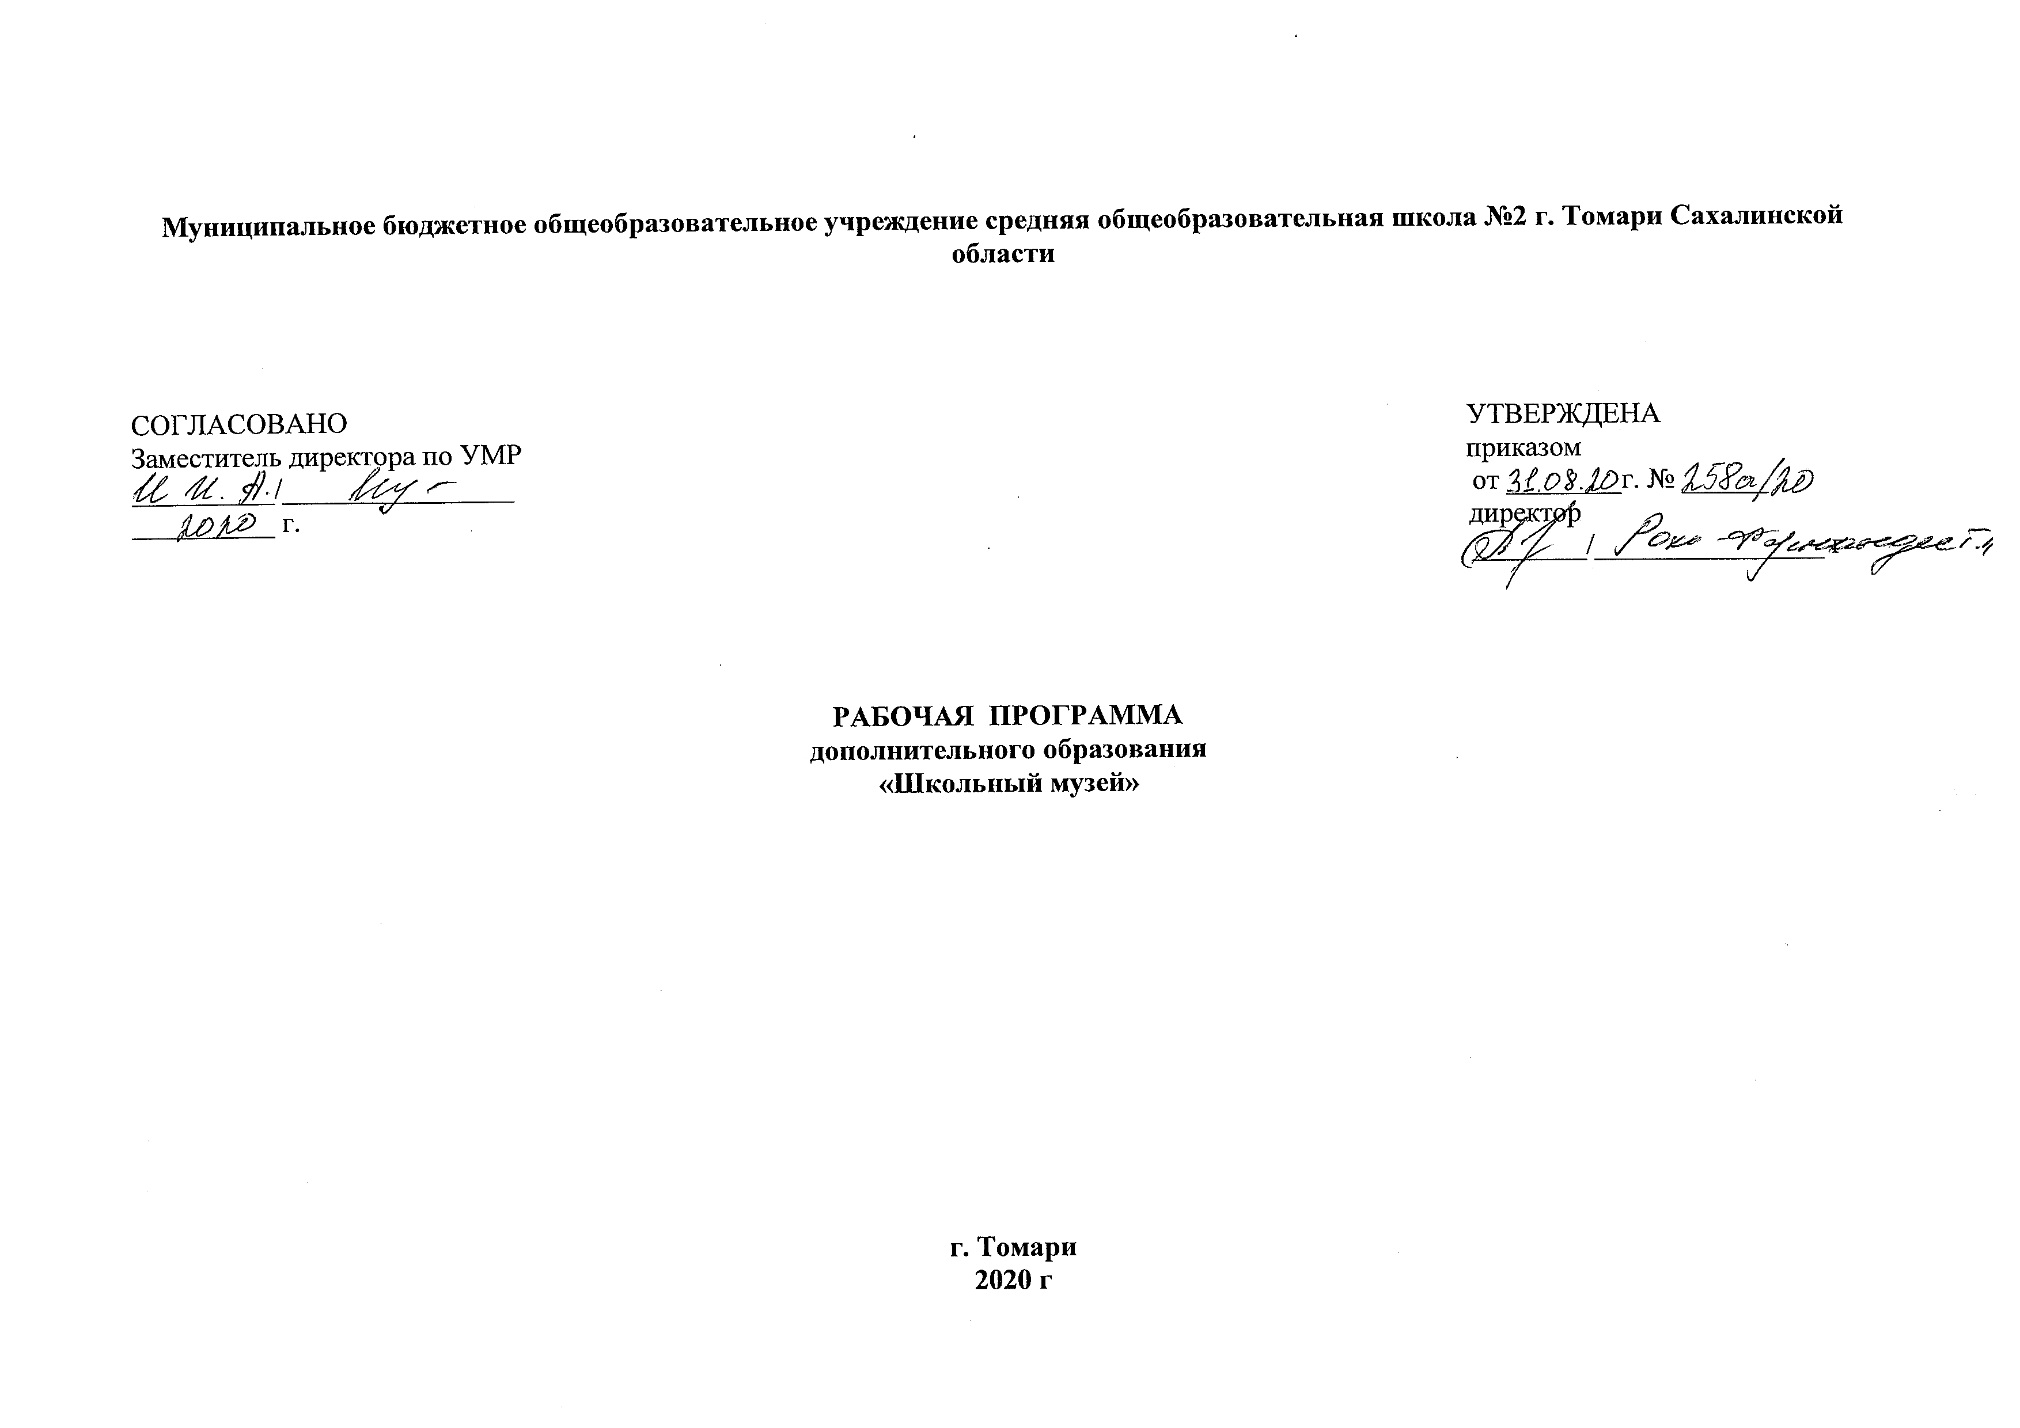 Муниципальное бюджетное общеобразовательное учреждение средняя общеобразовательная школа №2 г. Томари Сахалинской
области
СОГЛАСОВАНО
Заместитель директора по УМР
И И. А./
2020 г.
УТВЕРЖДЕНА
приказом
от 31.08.20г. № 258а/20
директор
РАБОЧАЯ ПРОГРАММА
дополнительного образования
«Школьный музей»
г. Томари
2020 г